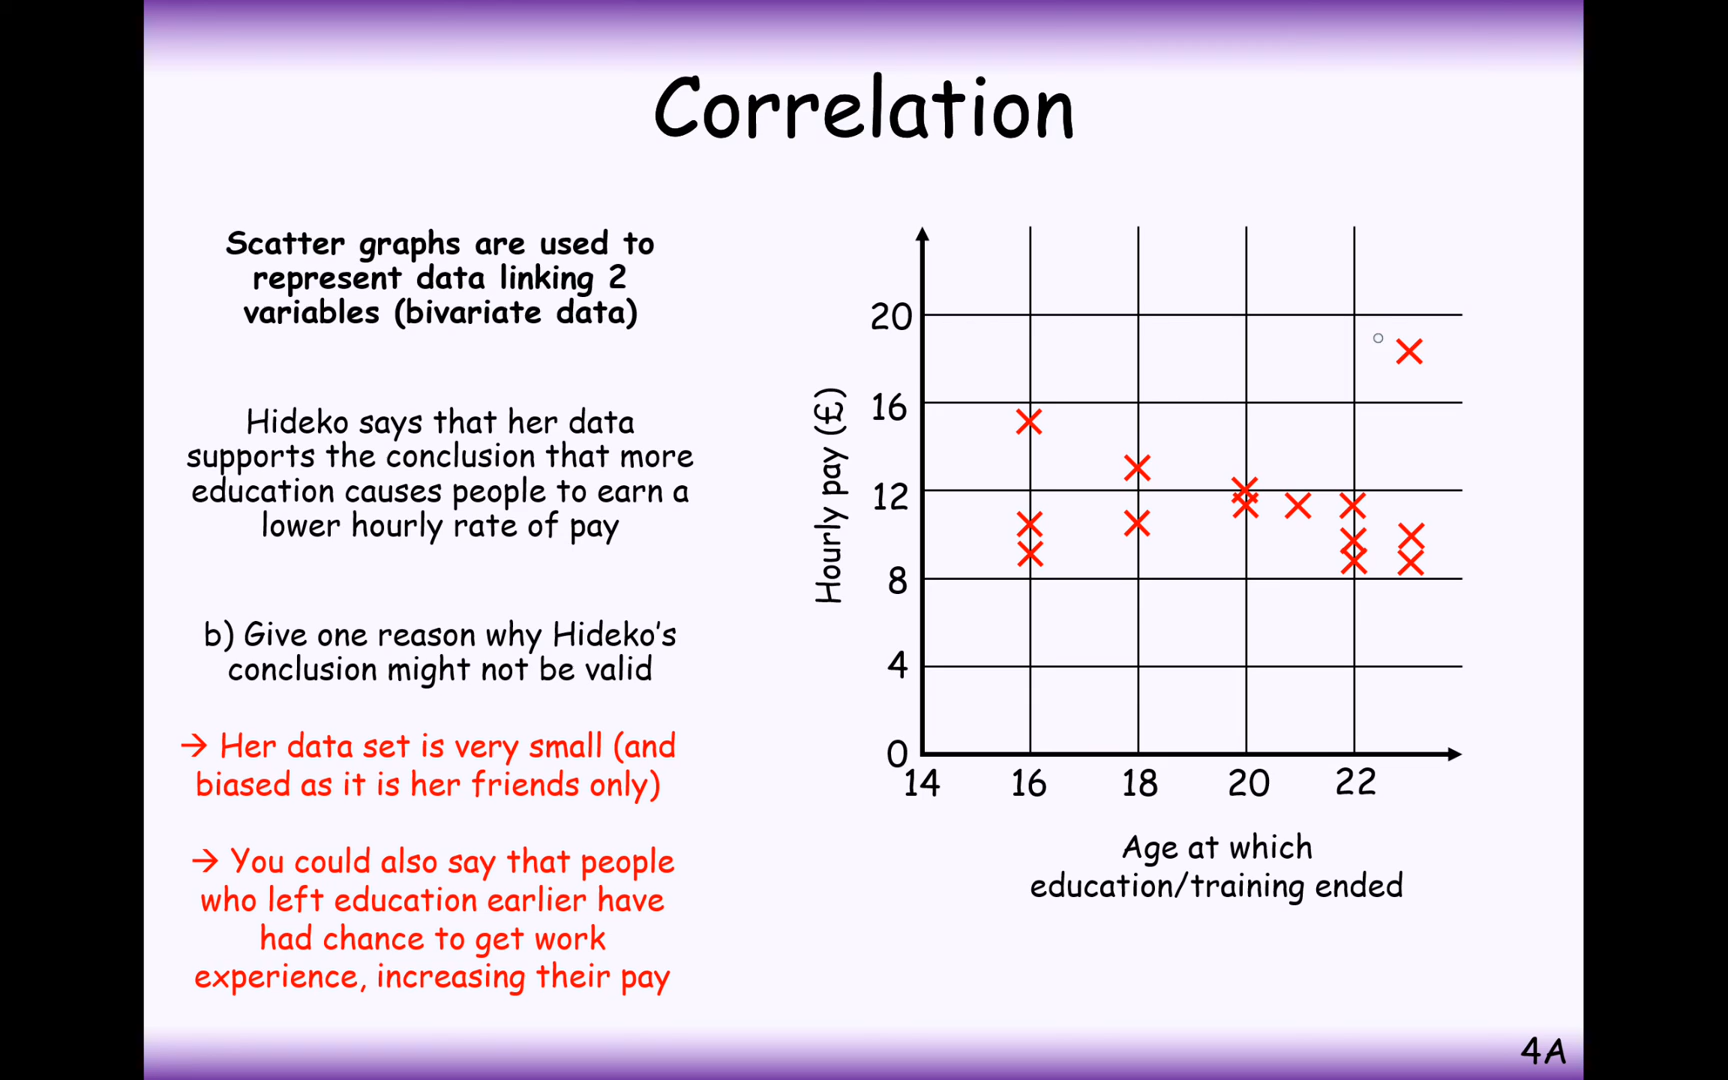 Correlation
Scatter graphs are used to
represent data linking 2
variables (bivariate data)
Hideko says that her data
supports the conclusion that more
education causes people to earn a
lower hourly rate of pay
b) Give one reason why Hideko's
conclusion might not be valid
→ Her data set is very small (and
biased as it is her friends only)
→ You could also say that people
who left education earlier have
had chance to get work
experience, increasing their pay
Hourly pay (£)
20
16
12
8
4
0
14 16 18 20 22
Age at which
education/training ended
4A